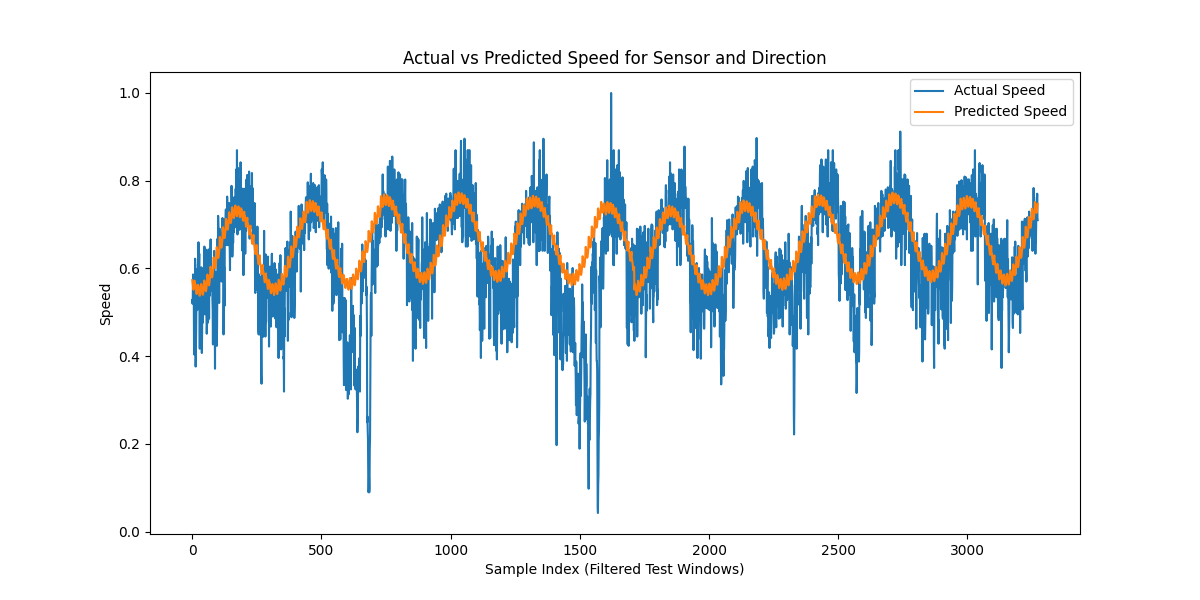 Actual vs Predicted Speed for Sensor and Direction
Actual Speed
Predicted Speed
1.0
0.8
0.6
0.4
0.2
0.0
Speed
0 500 1000 1500 2000 2500 3000
Sample Index (Filtered Test Windows)